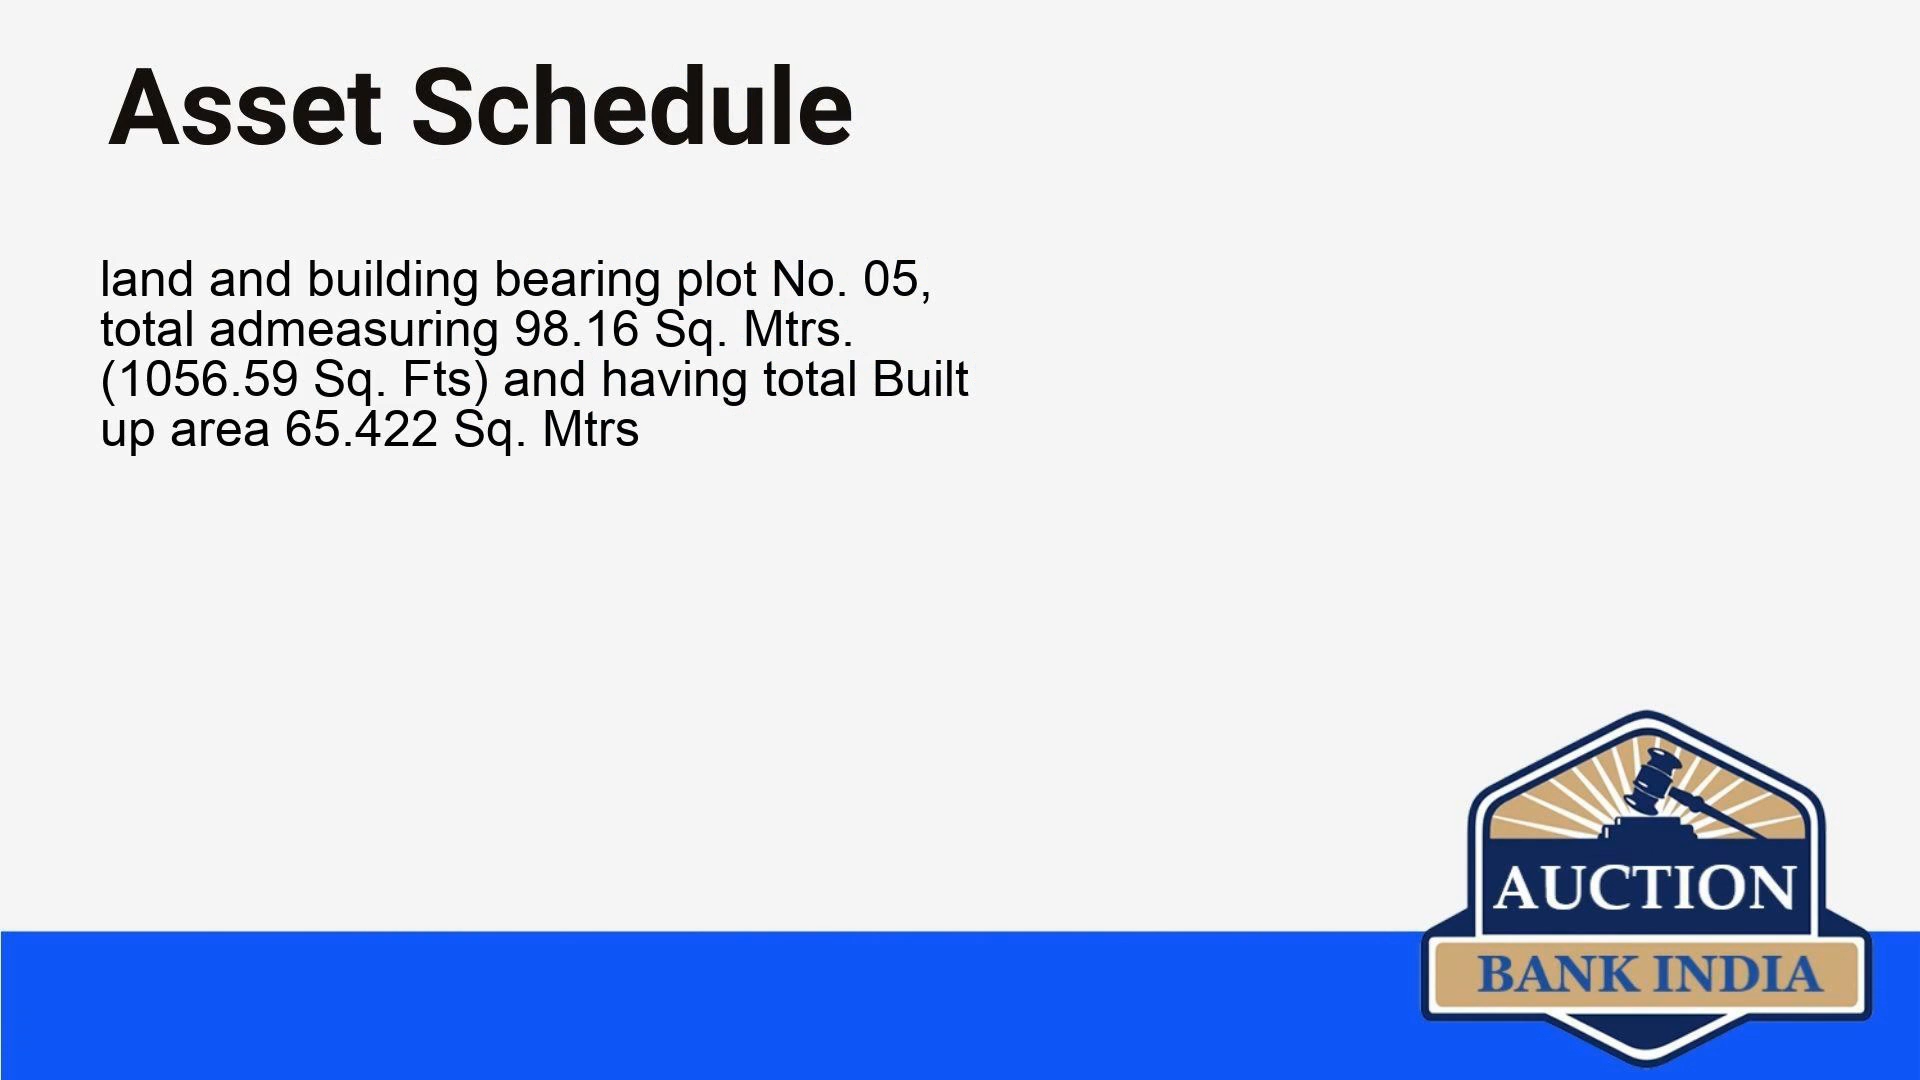 Asset Schedule
land and building bearing plot No. 05,
total admeasuring 98.16 Sq. Mtrs.
(1056.59 Sq. Fts) and having total Built
up area 65.422 Sq. Mtrs
AUCTION
BANK INDIA